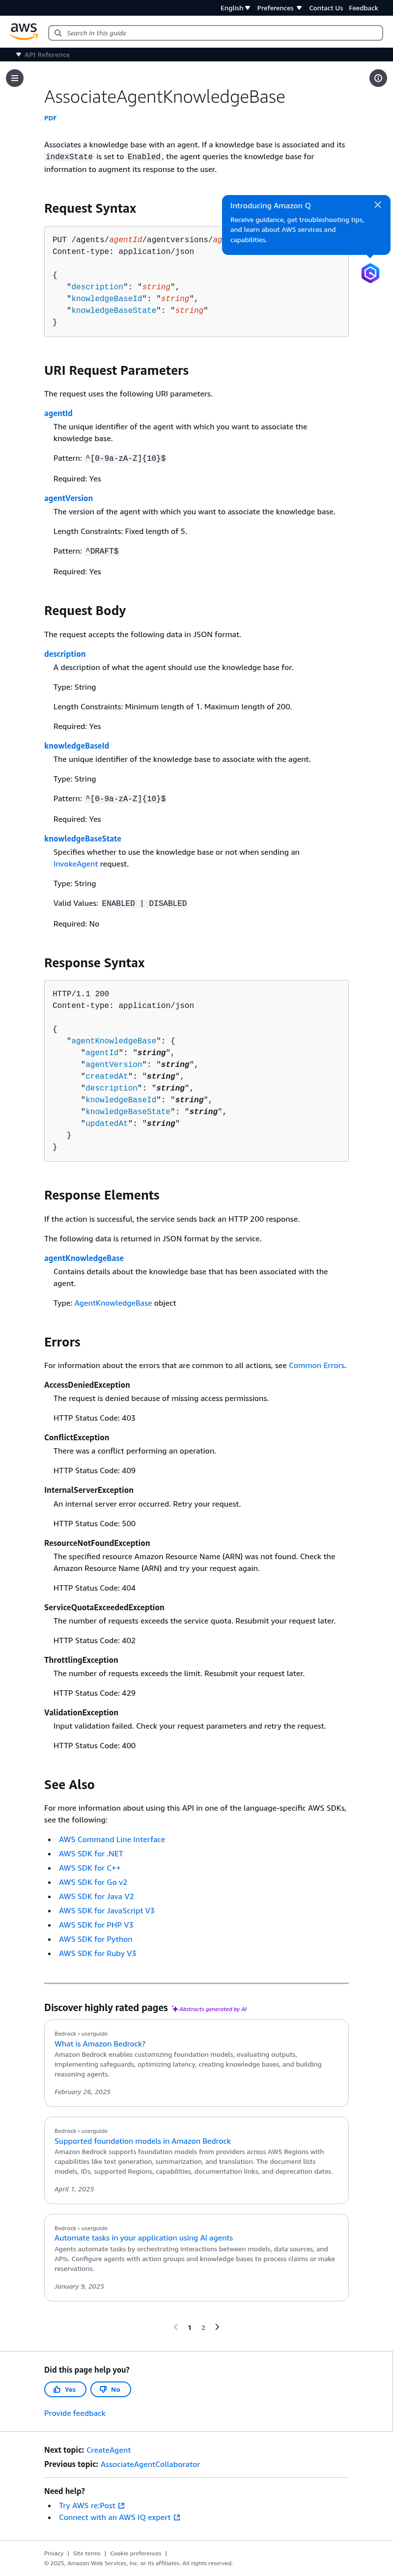 English Preferences Contact Us Feedback
aws
Search in this guide
API Reference
AssociateAgentKnowledgeBase
PDF
Associates a knowledge base with an agent. If a knowledge base is associated and its
indexState is set to Enabled, the agent queries the knowledge base for
information to augment its response to the user.
Introducing Amazon Q
Receive guidance, get troubleshooting tips,
and learn about AWS services and
capabilities.
Request Syntax
PUT /agents/agentId/agentversions/
Content-type: application/json
{
"description": "string",
"knowledgeBaseId": "string",
"knowledgeBaseState": "string"
}
URI Request Parameters
The request uses the following URI parameters.
agentId
The unique identifier of the agent with which you want to associate the
knowledge base.
Pattern: ^[0-9a-zA-Z]{10}$
Required: Yes
agentVersion
The version of the agent with which you want to associate the knowledge base.
Length Constraints: Fixed length of 5.
Pattern: ^DRAFT$
Required: Yes
Request Body
The request accepts the following data in JSON format.
description
A description of what the agent should use the knowledge base for.
Type: String
Length Constraints: Minimum length of 1. Maximum length of 200.
Required: Yes
knowledgeBaseId
The unique identifier of the knowledge base to associate with the agent.
Type: String
Pattern: ^[0-9a-zA-Z]{10}$
Required: Yes
knowledgeBaseState
Specifies whether to use the knowledge base or not when sending an
InvokeAgent request.
Type: String
Valid Values: ENABLED | DISABLED
Required: No
Response Syntax
HTTP/1.1 200
Content-type: application/json
{
"agentKnowledgeBase": {
"agentId": "string",
"agentVersion": "string",
"createdAt": "string",
"description": "string",
"knowledgeBaseId": "string",
"knowledgeBaseState": "string",
"updatedAt": "string"
}
}
Response Elements
If the action is successful, the service sends back an HTTP 200 response.
The following data is returned in JSON format by the service.
agentKnowledgeBase
Contains details about the knowledge base that has been associated with the
agent.
Type: AgentKnowledgeBase object
Errors
For information about the errors that are common to all actions, see Common Errors.
AccessDeniedException
The request is denied because of missing access permissions.
HTTP Status Code: 403
ConflictException
There was a conflict performing an operation.
HTTP Status Code: 409
InternalServerException
An internal server error occurred. Retry your request.
HTTP Status Code: 500
ResourceNotFoundException
The specified resource Amazon Resource Name (ARN) was not found. Check the
Amazon Resource Name (ARN) and try your request again.
HTTP Status Code: 404
ServiceQuotaExceededException
The number of requests exceeds the service quota. Resubmit your request later.
HTTP Status Code: 402
ThrottlingException
The number of requests exceeds the limit. Resubmit your request later.
HTTP Status Code: 429
ValidationException
Input validation failed. Check your request parameters and retry the request.
HTTP Status Code: 400
See Also
For more information about using this API in one of the language-specific AWS SDKs,
see the following:
• AWS Command Line Interface
• AWS SDK for .NET
• AWS SDK for C++
• AWS SDK for Go v2
• AWS SDK for Java V2
• AWS SDK for JavaScript V3
• AWS SDK for PHP V3
• AWS SDK for Python
• AWS SDK for Ruby V3
Discover highly rated pages Abstracts generated by AI
Bedrock › userguide
What is Amazon Bedrock?
Amazon Bedrock enables customizing foundation models, evaluating outputs,
implementing safeguards, optimizing latency, creating knowledge bases, and building
reasoning agents.
February 26, 2025
Bedrock › userguide
Supported foundation models in Amazon Bedrock
Amazon Bedrock supports foundation models from providers across AWS Regions with
capabilities like text generation, summarization, and translation. The document lists
models, IDs, supported Regions, capabilities, documentation links, and deprecation dates.
April 1, 2025
Bedrock › userguide
Automate tasks in your application using AI agents
Agents automate tasks by orchestrating interactions between models, data sources, and
APIs. Configure agents with action groups and knowledge bases to process claims or make
reservations.
January 9, 2025
1 2
Did this page help you?
Yes No
Provide feedback
Next topic: CreateAgent
Previous topic: AssociateAgentCollaborator
Need help?
• Try AWS re:Post
• Connect with an AWS IQ expert
Privacy | Site terms | Cookie preferences |
© 2025, Amazon Web Services, Inc. or its affiliates. All rights reserved.